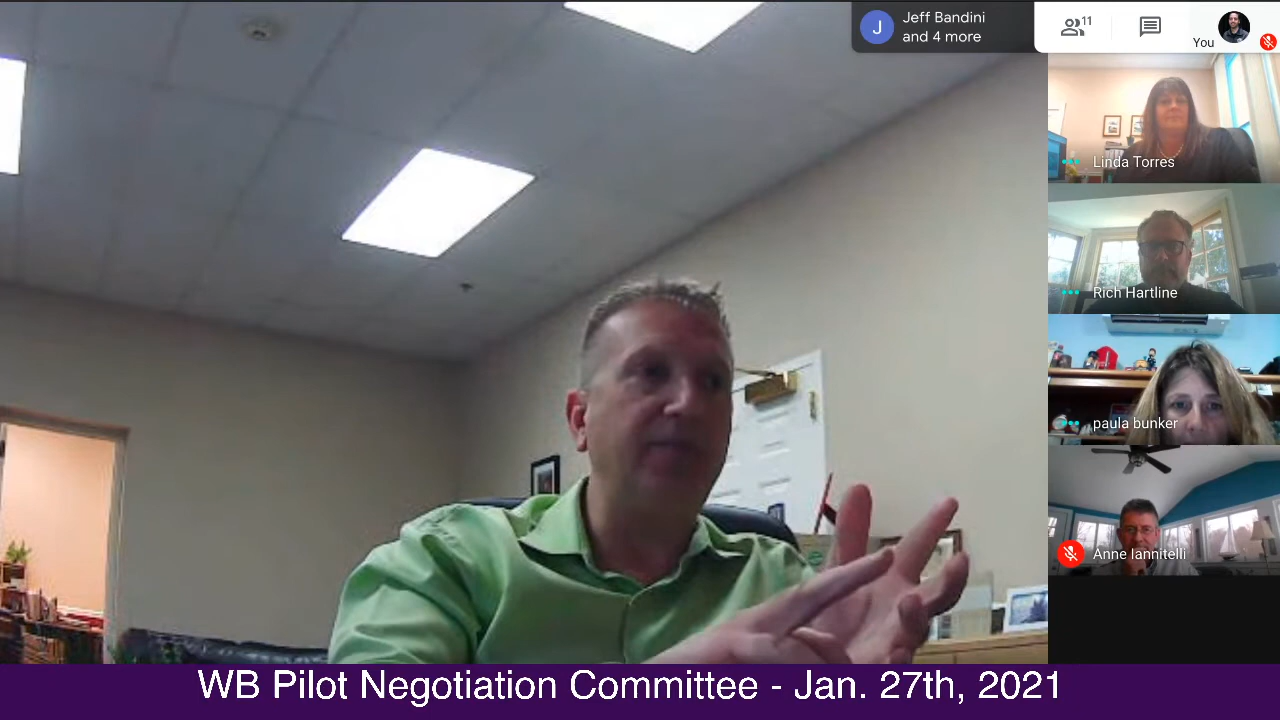 J
Jeff Bandini
and 4 more
11
You
Linda Torres
Rich Hartline
paula bunker
Anne Iannitelli
WB Pilot Negotiation Committee - Jan. 27th, 2021